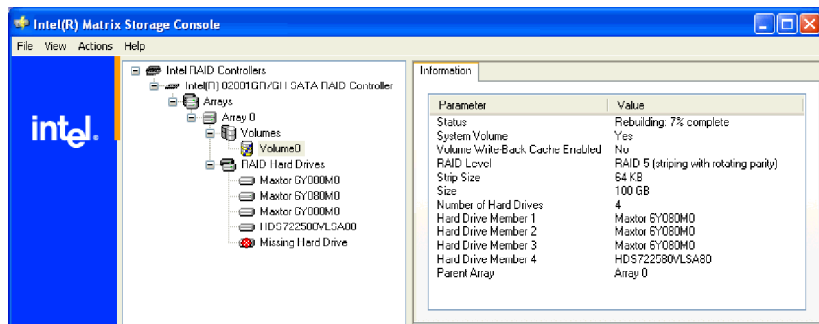 Intel(R) Matrix Storage Console
File View Actions Help
intel.
Intel RAID Controllers
Intel(R) 82801GR/GH SATA RAID Controller
Arrays
Array 0
Volumes
Volume0
RAID Hard Drives
Maxtor 6Y080M0
Maxtor 6Y080M0
Maxtor 6Y080M0
HDS722580VLSA80
Missing Hard Drive
Information
Parameter Value
Status Rebuilding: 7% complete
System Volume Yes
Volume Write-Back Cache Enabled No
RAID Level RAID 5 (striping with rotating parity)
Strip Size 64 KB
Size 100 GB
Number of Hard Drives 4
Hard Drive Member 1 Maxtor 6Y080M0
Hard Drive Member 2 Maxtor 6Y080M0
Hard Drive Member 3 Maxtor 6Y080M0
Hard Drive Member 4 HDS722580VLSA80
Parent Array Array 0